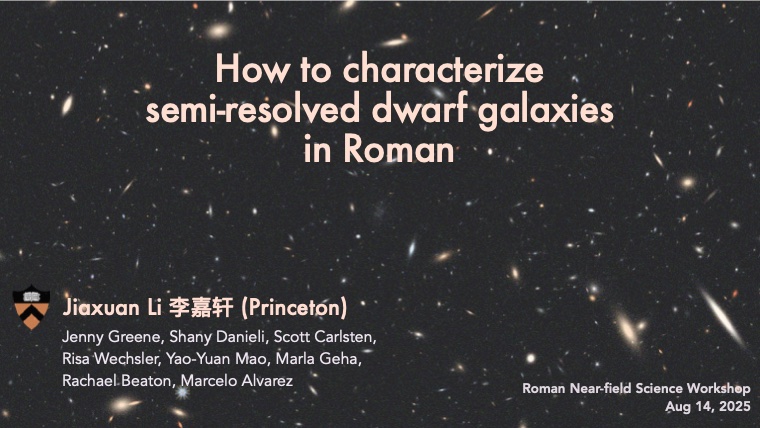 How to characterize
semi-resolved dwarf galaxies
in Roman
Jiaxuan Li 李嘉轩 (Princeton)
Jenny Greene, Shany Danieli, Scott Carlsten,
Risa Wechsler, Yao-Yuan Mao, Marla Geha,
Rachael Beaton, Marcelo Alvarez
Roman Near-field Science Workshop
Aug 14, 2025